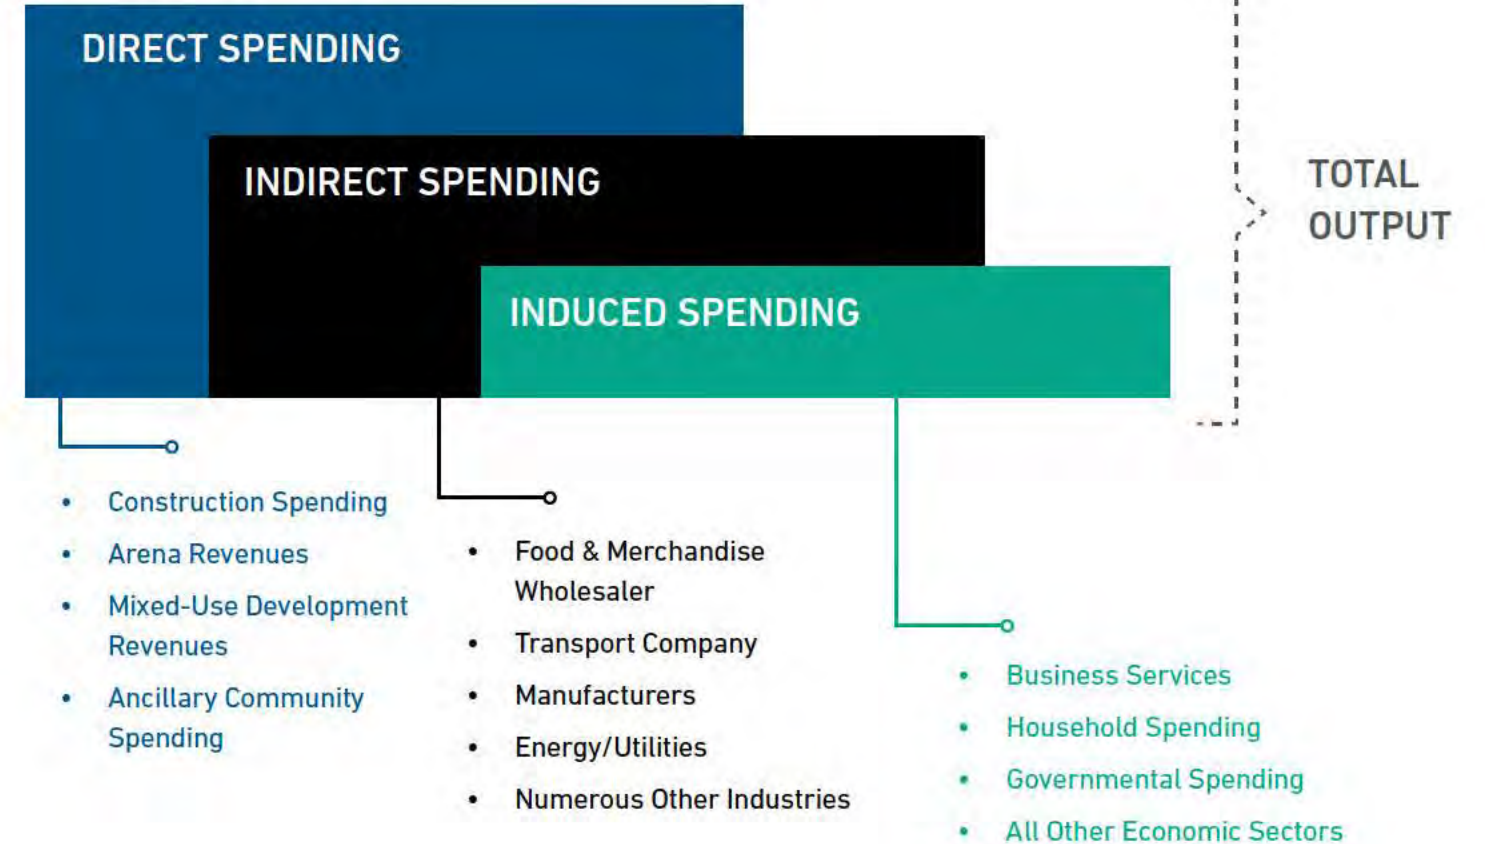 DIRECT SPENDING
INDIRECT SPENDING
INDUCED SPENDING
TOTAL
OUTPUT
• Construction Spending
• Arena Revenues
• Mixed-Use Development
Revenues
• Ancillary Community
Spending
• Food & Merchandise
Wholesaler
• Transport Company
• Manufacturers
• Energy/Utilities
• Numerous Other Industries
• Business Services
• Household Spending
• Governmental Spending
• All Other Economic Sectors